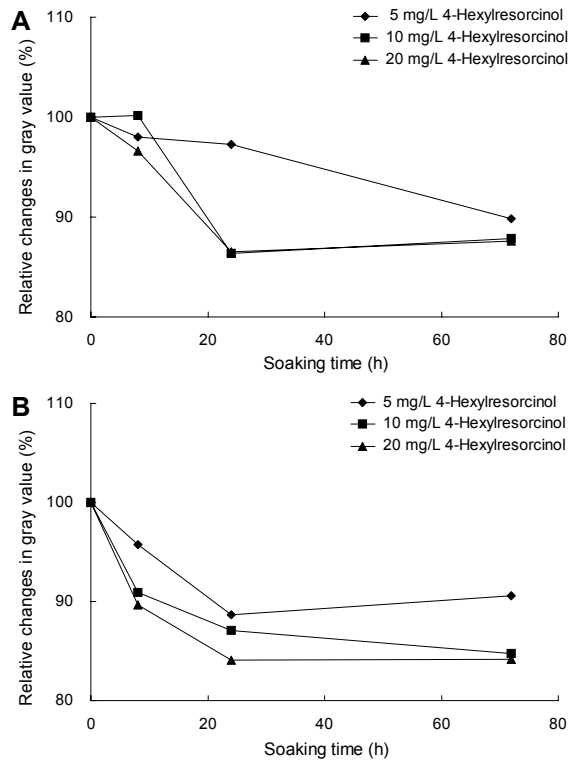 A
Relative changes in gray value (%)
110
100
90
80
5 mg/L 4-Hexylresorcinol
10 mg/L 4-Hexylresorcinol
20 mg/L 4-Hexylresorcinol
0 20 40 60 80
Soaking time (h)
B
Relative changes in gray value (%)
110
100
90
80
5 mg/L 4-Hexylresorcinol
10 mg/L 4-Hexylresorcinol
20 mg/L 4-Hexylresorcinol
0 20 40 60 80
Soaking time (h)